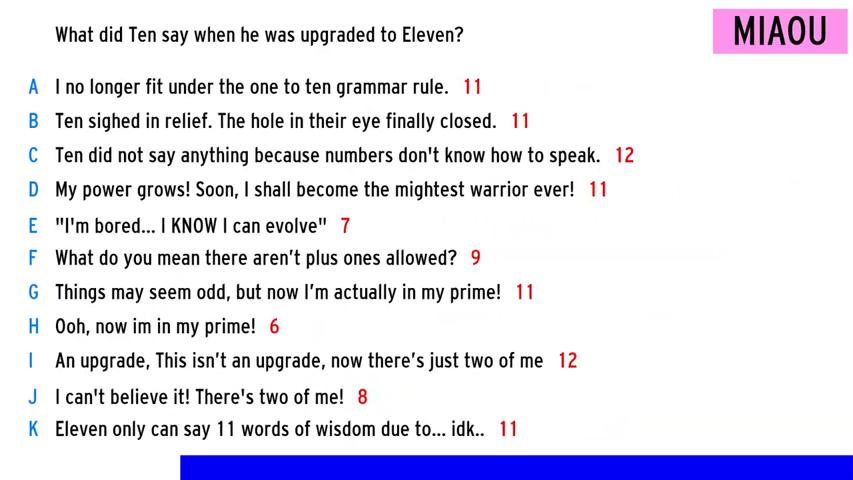 What did Ten say when he was upgraded to Eleven?
MIAOU
A I no longer fit under the one to ten grammar rule. 11
B Ten sighed in relief. The hole in their eye finally closed. 11
C Ten did not say anything because numbers don't know how to speak. 12
D My power grows! Soon, I shall become the mightest warrior ever! 11
E "I'm bored... I KNOW I can evolve" 7
F What do you mean there aren’t plus ones allowed? 9
G Things may seem odd, but now I’m actually in my prime! 11
H Ooh, now im in my prime! 6
I An upgrade, This isn’t an upgrade, now there’s just two of me 12
J I can't believe it! There's two of me! 8
K Eleven only can say 11 words of wisdom due to... idk.. 11